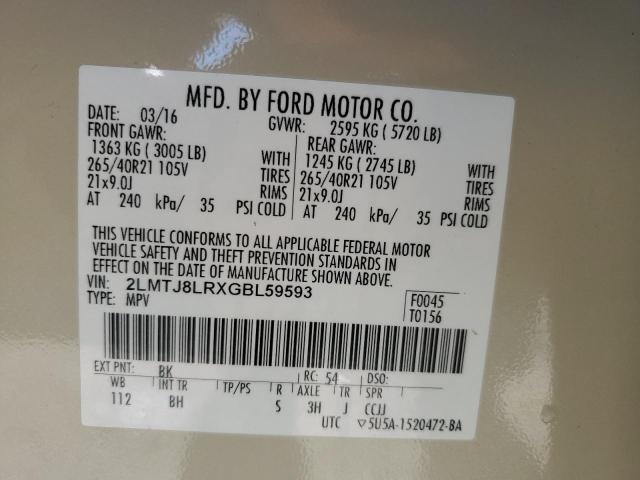 MFD. BY FORD MOTOR CO.
DATE: 03/16 GVWR: 2595 KG ( 5720 LB)
FRONT GAWR: REAR GAWR:
1363 KG ( 3005 LB) WITH 1245 KG ( 2745 LB) WITH
265/40R21 105V TIRES 265/40R21 105V TIRES
21x9.0J RIMS 21x9.0J RIMS
AT 240 kPa/ 35 PSI COLD AT 240 kPa/ 35 PSI COLD
THIS VEHICLE CONFORMS TO ALL APPLICABLE FEDERAL MOTOR
VEHICLE SAFETY AND THEFT PREVENTION STANDARDS IN
EFFECT ON THE DATE OF MANUFACTURE SHOWN ABOVE.
VIN: 2LMTJ8LRXGBL59593 F0045
TYPE: MPV T0156
EXT PNT: BK RC: 54 DSO:
WB INT TR TP/PS R AXLE TR SPR
112 BH S 3H J CCJJ
UTC ▽5U5A-1520472-BA